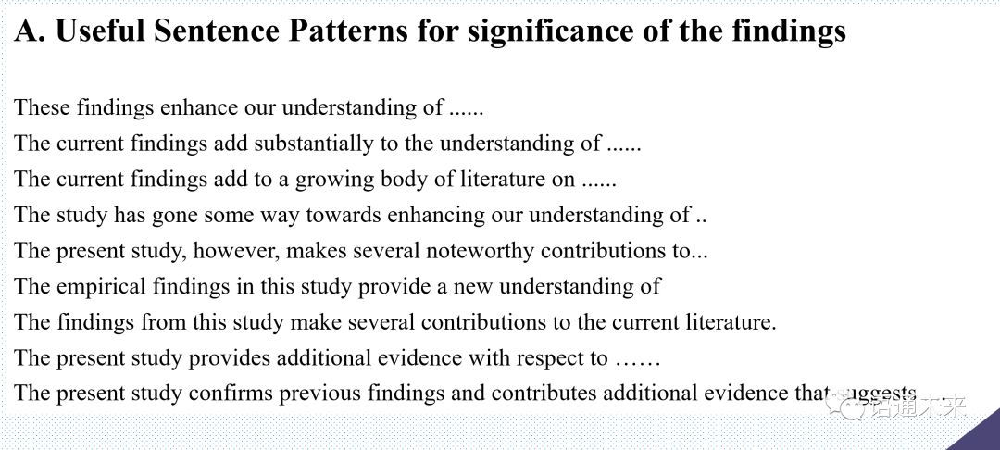 A. Useful Sentence Patterns for significance of the findings
These findings enhance our understanding of ......
The current findings add substantially to the understanding of ......
The current findings add to a growing body of literature on ......
The study has gone some way towards enhancing our understanding of ..
The present study, however, makes several noteworthy contributions to...
The empirical findings in this study provide a new understanding of
The findings from this study make several contributions to the current literature.
The present study provides additional evidence with respect to ……
The present study confirms previous findings and contributes additional evidence that suggests ...
语通未来